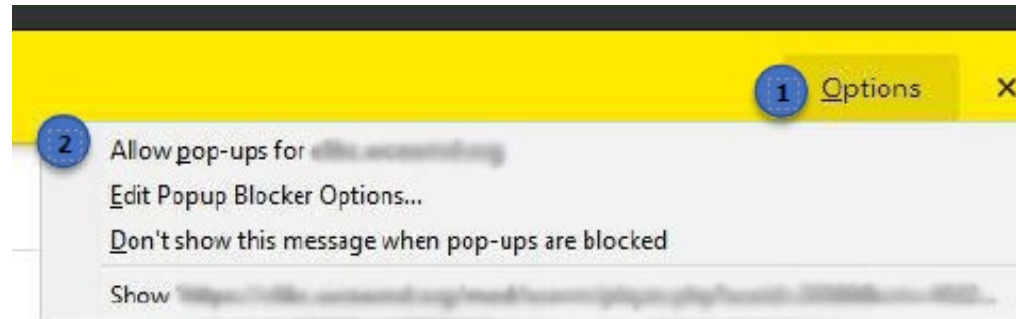 1 Options ×
2 Allow pop-ups for
Edit Popup Blocker Options...
Don't show this message when pop-ups are blocked
Show